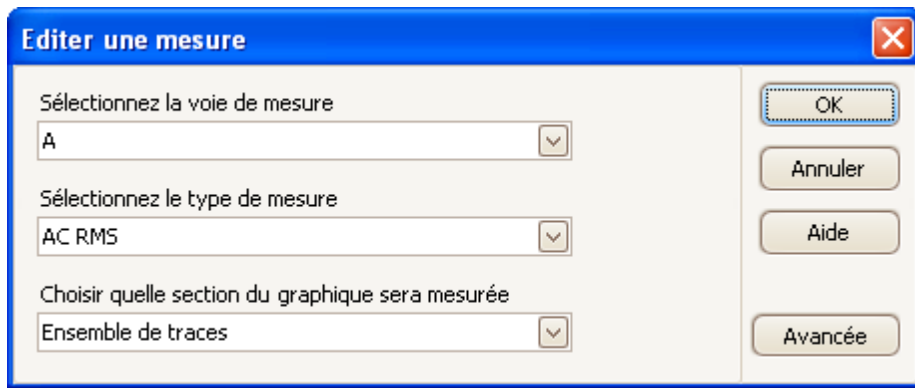 Editer une mesure
Sélectionnez la voie de mesure
A
Sélectionnez le type de mesure
AC RMS
Choisir quelle section du graphique sera mesurée
Ensemble de traces
OK
Annuler
Aide
Avancée